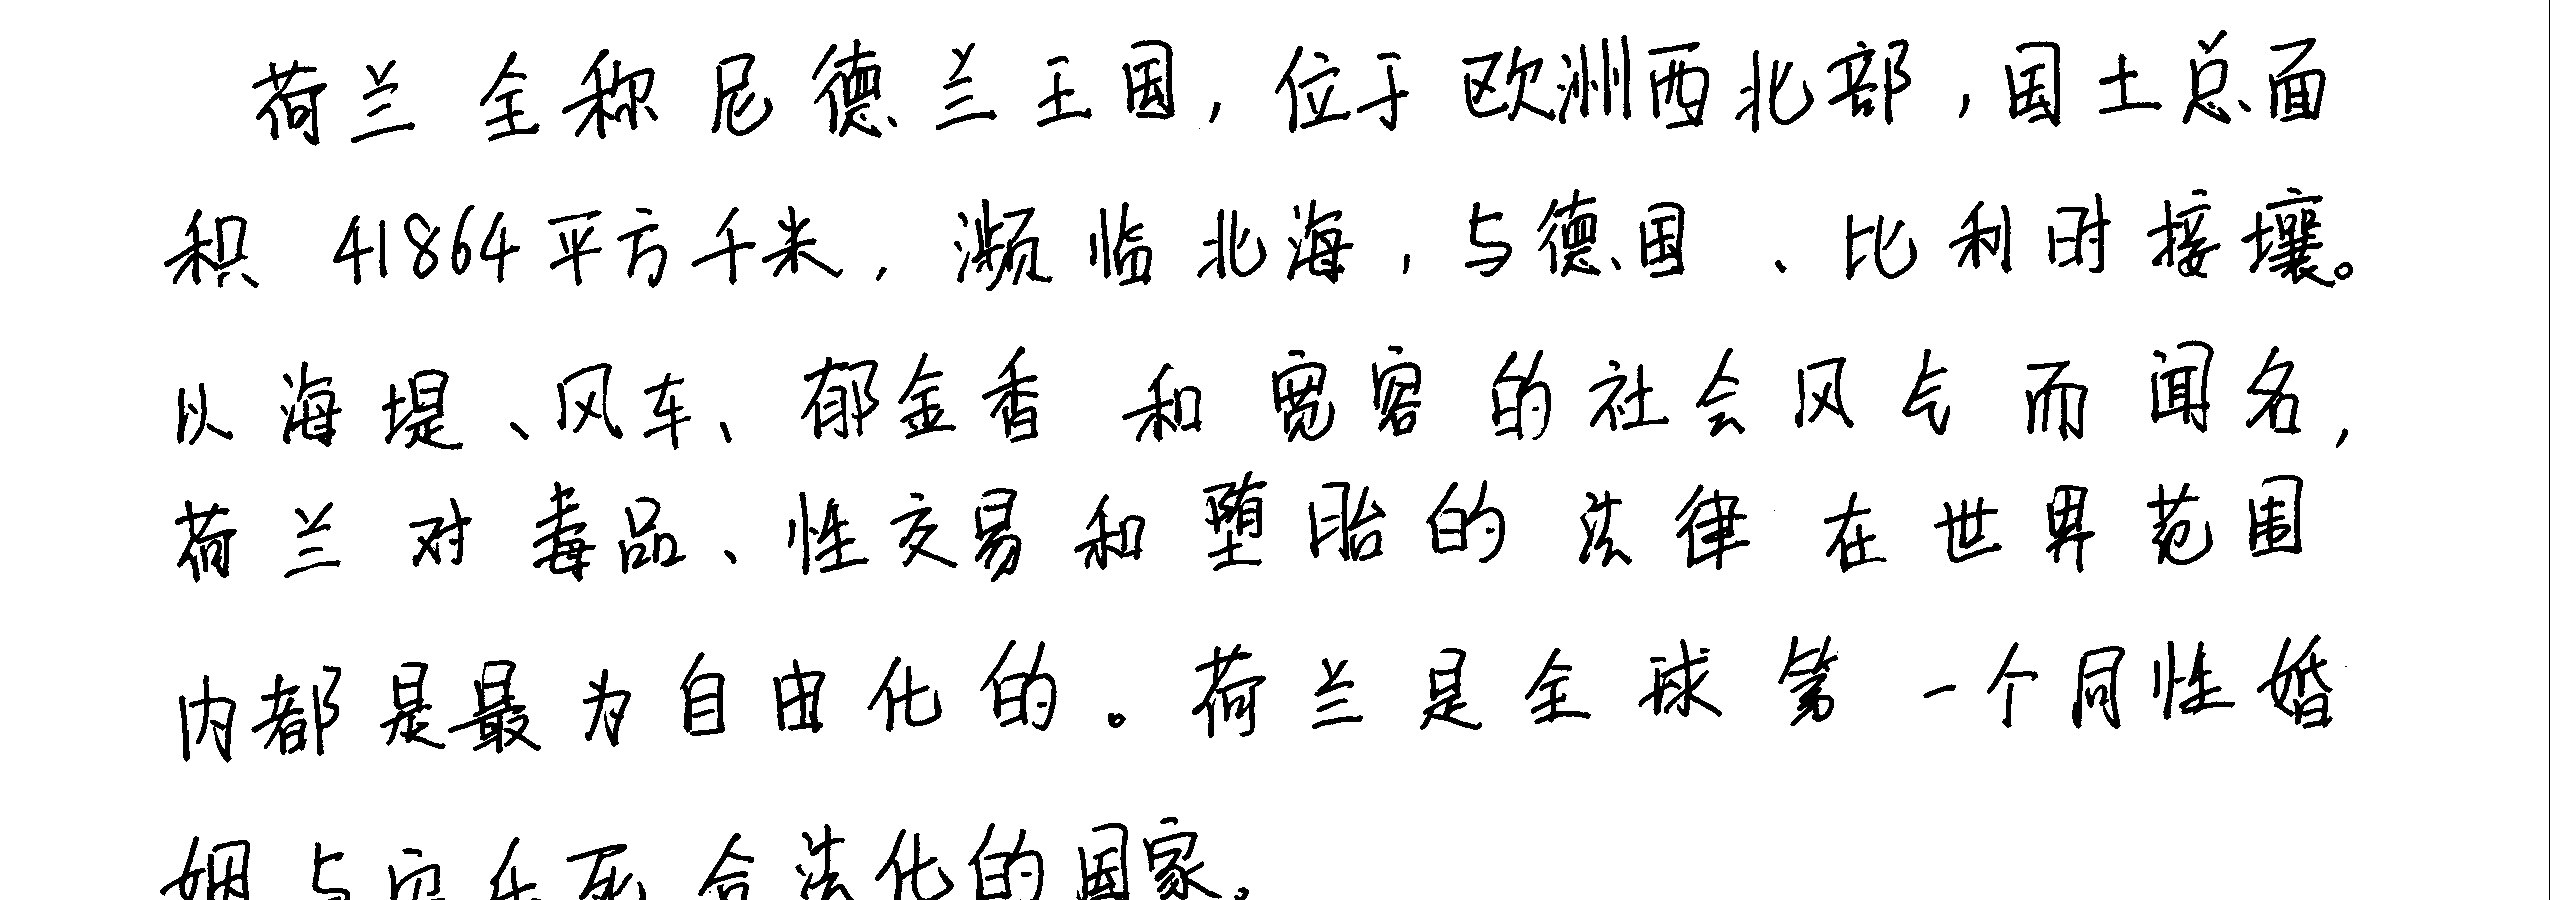 荷兰全称尼德兰王国,位于欧洲西北部,国土总面
积41864平方千米,濒临北海,与德国、比利时接壤。
以海堤、风车、郁金香和宽容的社会风气而闻名,
荷兰对毒品、性交易和堕胎的法律在世界范围
内都是最为自由化的。荷兰是全球第一个同性婚
姻与安乐死合法化的国家。